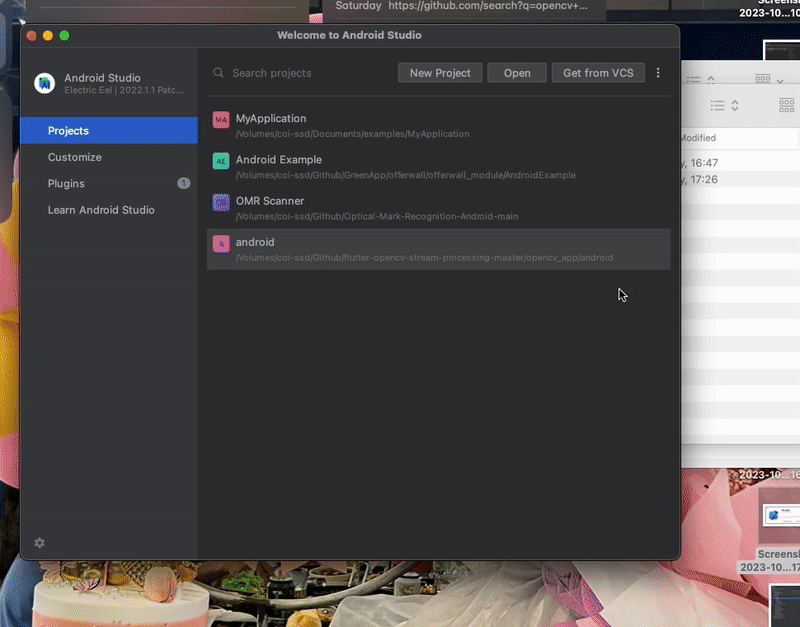 Saturday https://github.com/search?q=opencv+...
Screensh
2023-10...10
Welcome to Android Studio
Android Studio
Electric Eel | 2022.1.1 Patc...
Search projects
New Project
Open
Get from VCS
Projects
Customize
Plugins
1
Learn Android Studio
MA
MyApplication
/Volumes/coi-ssd/Documents/examples/MyApplication
AE
Android Example
/Volumes/coi-ssd/Github/GreenApp/offerwall/offerwall_module/AndroidExample
OMR Scanner
/Volumes/coi-ssd/Github/Optical-Mark-Recognition-Android-main
android
/Volumes/coi-ssd/Github/flutter-opencv-stream-processing-master/opencv_app/android
Modified
y, 16:47
y, 17:26
2023-10...16
Screensh
2023-10...17